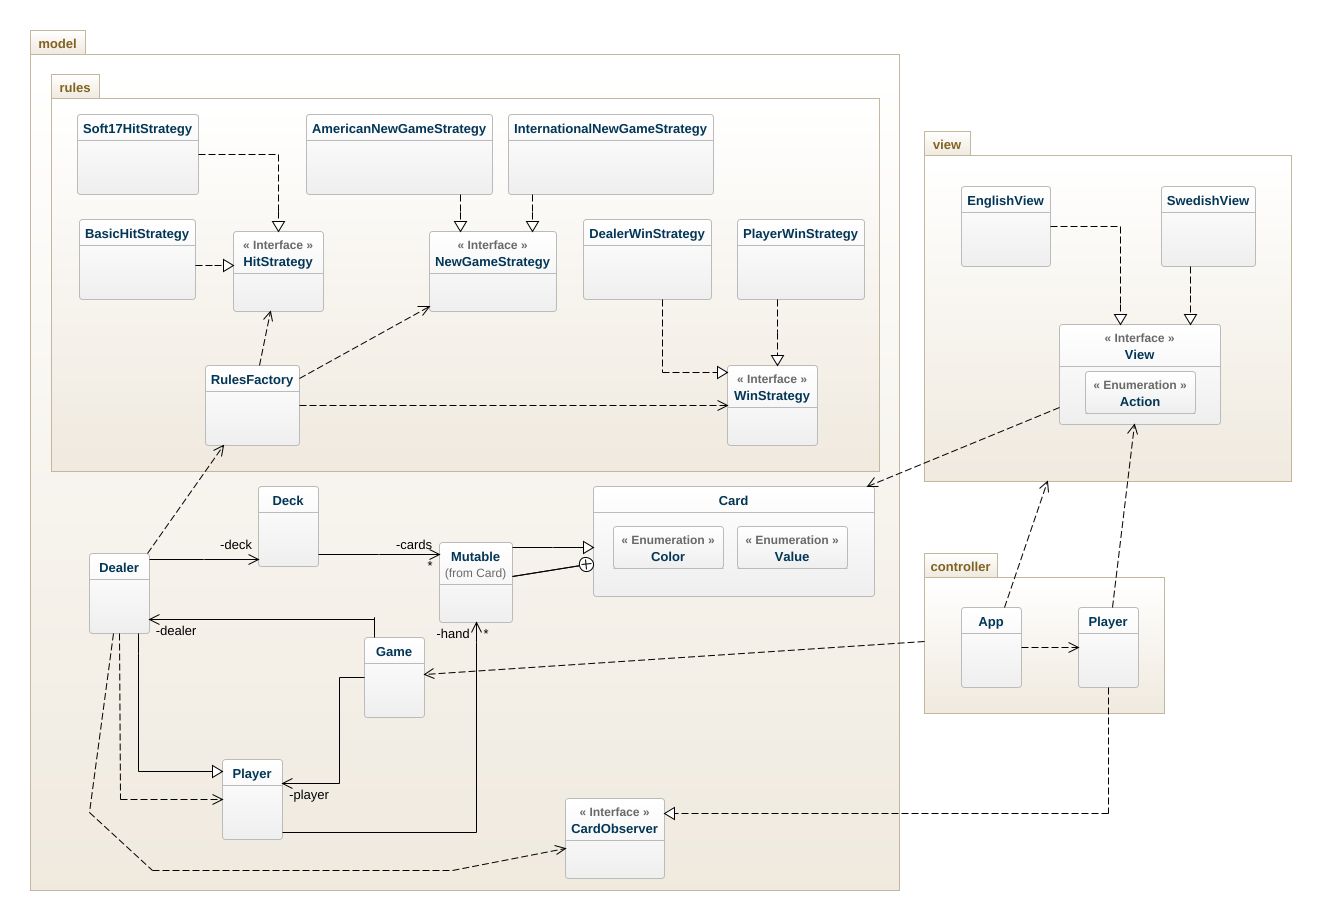 model
rules
Soft17HitStrategy
AmericanNewGameStrategy
InternationalNewGameStrategy
BasicHitStrategy
« Interface »
HitStrategy
« Interface »
NewGameStrategy
DealerWinStrategy
PlayerWinStrategy
RulesFactory
« Interface »
WinStrategy
view
EnglishView
SwedishView
« Interface »
View
« Enumeration »
Action
Deck
-deck
-cards
*
Mutable
(from Card)
Card
« Enumeration »
Color
« Enumeration »
Value
Dealer
-dealer
-hand
*
Game
Player
-player
« Interface »
CardObserver
controller
App
Player